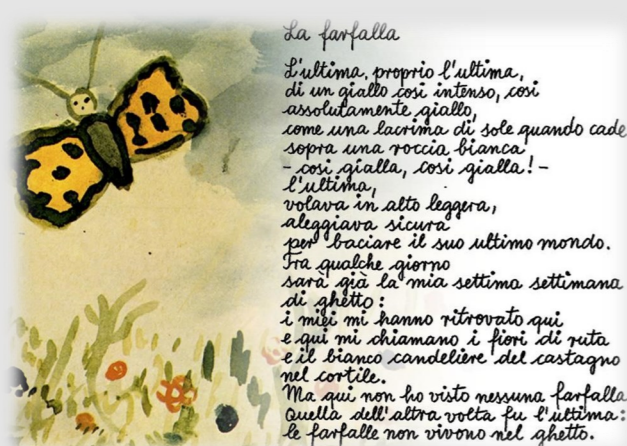 La farfalla
L'ultima, proprio l'ultima,
di un giallo così intenso, così
assolutamente giallo,
come una lacrima di sole quando cade
sopra una roccia bianca
- così gialla, così gialla! -
l'ultima,
volava in alto leggera,
aleggiava sicura
per baciare il suo ultimo mondo.
Fra qualche giorno
sarà già la mia settima settimana
di ghetto:
i miei mi hanno ritrovato qui
e qui mi chiamano i fiori di ruta
e il bianco candeliere del castagno
nel cortile.
Ma qui non ho visto nessuna farfalla.
Quella dell'altra volta fu l'ultima:
le farfalle non vivono nel ghetto.